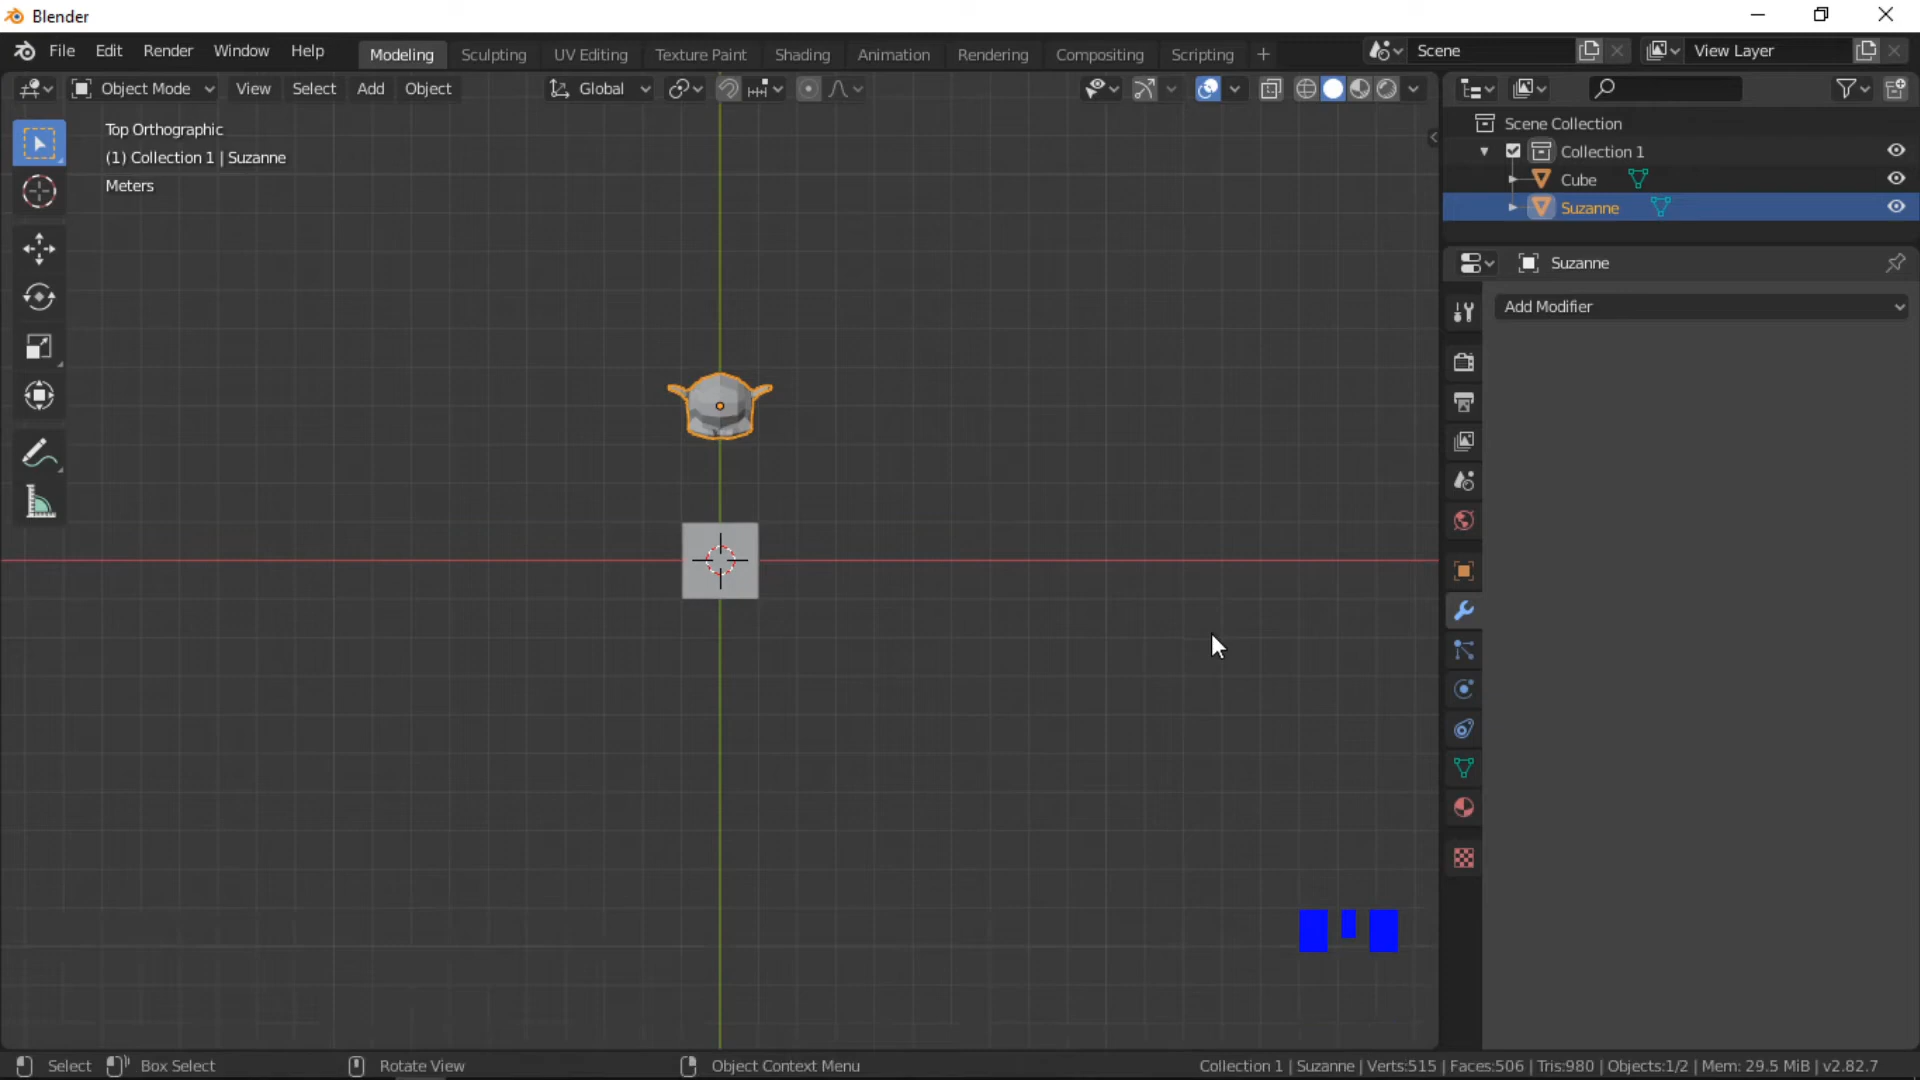 Blender
File Edit Render Window Help Modeling Sculpting UV Editing Texture Paint Shading Animation Rendering Compositing Scripting + Scene View Layer
Object Mode View Select Add Object Global
Top Orthographic
(1) Collection 1 | Suzanne
Meters
Scene Collection
Collection 1
Cube
Suzanne
Suzanne
Add Modifier
Select Box Select Rotate View Object Context Menu Collection 1 | Suzanne | Verts:515 | Faces:506 | Tris:980 | Objects:1/2 | Mem: 29.5 MiB | v2.82.7